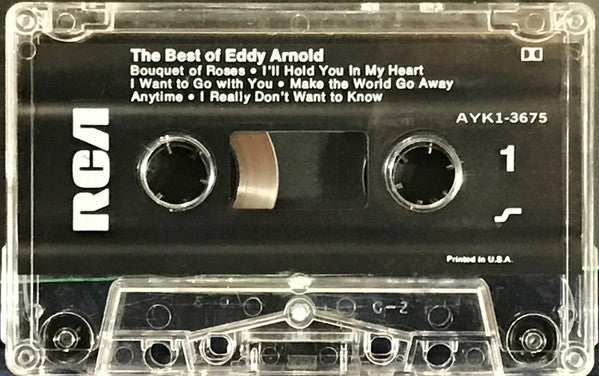 The Best of Eddy Arnold
Bouquet of Roses • I'll Hold You In My Heart
I Want to Go with You • Make the World Go Away
Anytime • I Really Don't Want to Know
AYK1-3675
RCA
1
Printed in U.S.A.
G-2